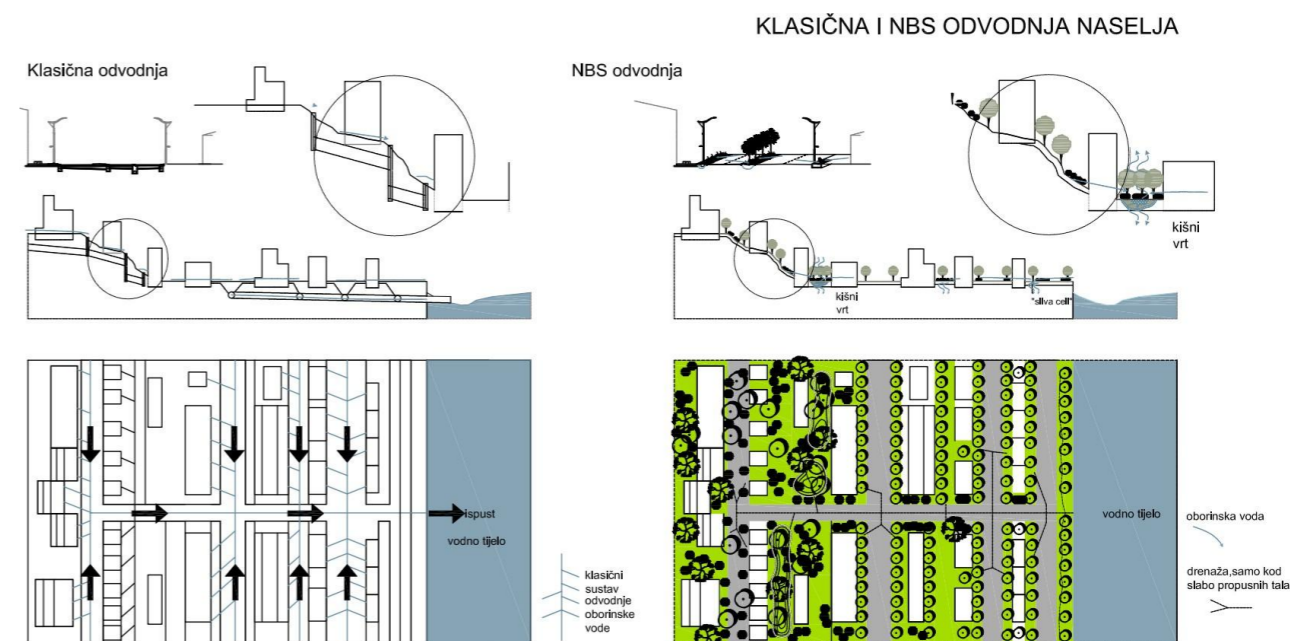 KLASIČNA I NBS ODVODNJA NASELJA
Klasična odvodnja
NBS odvodnja
kišni
vrt
kišni
vrt
"sliva cell"
ispust
vodno tijelo
klasični
sustav
odvodnje
oborinske
vode
vodno tijelo
oborinska voda
drenaža,samo kod
slabo propusnih tala